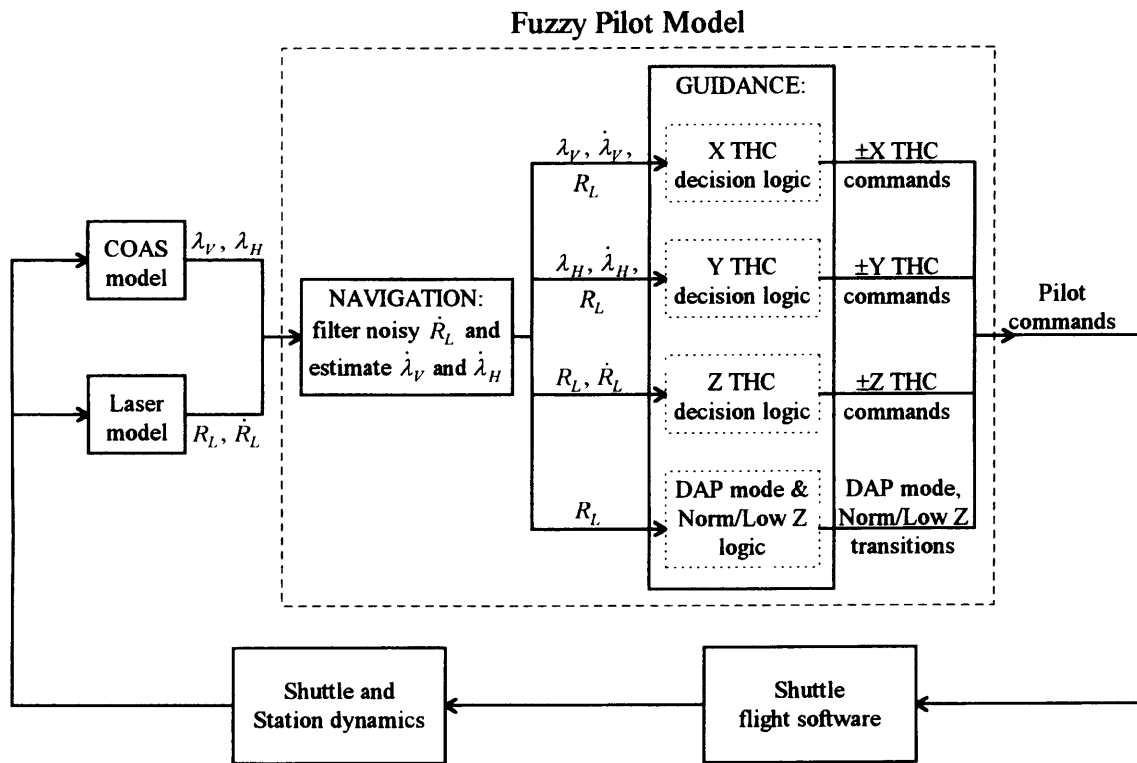 Fuzzy Pilot Model
COAS
model
λ_V, λ_H
Laser
model
R_L, Ṙ_L
NAVIGATION:
filter noisy Ṙ_L and
estimate λ̇_V and λ̇_H
GUIDANCE:
λ_V, λ̇_V,
R_L
X THC
decision logic
±X THC
commands
λ_H, λ̇_H,
R_L
Y THC
decision logic
±Y THC
commands
R_L, Ṙ_L
Z THC
decision logic
±Z THC
commands
R_L
DAP mode &
Norm/Low Z
logic
DAP mode,
Norm/Low Z
transitions
Pilot
commands
Shuttle and
Station dynamics
Shuttle
flight software